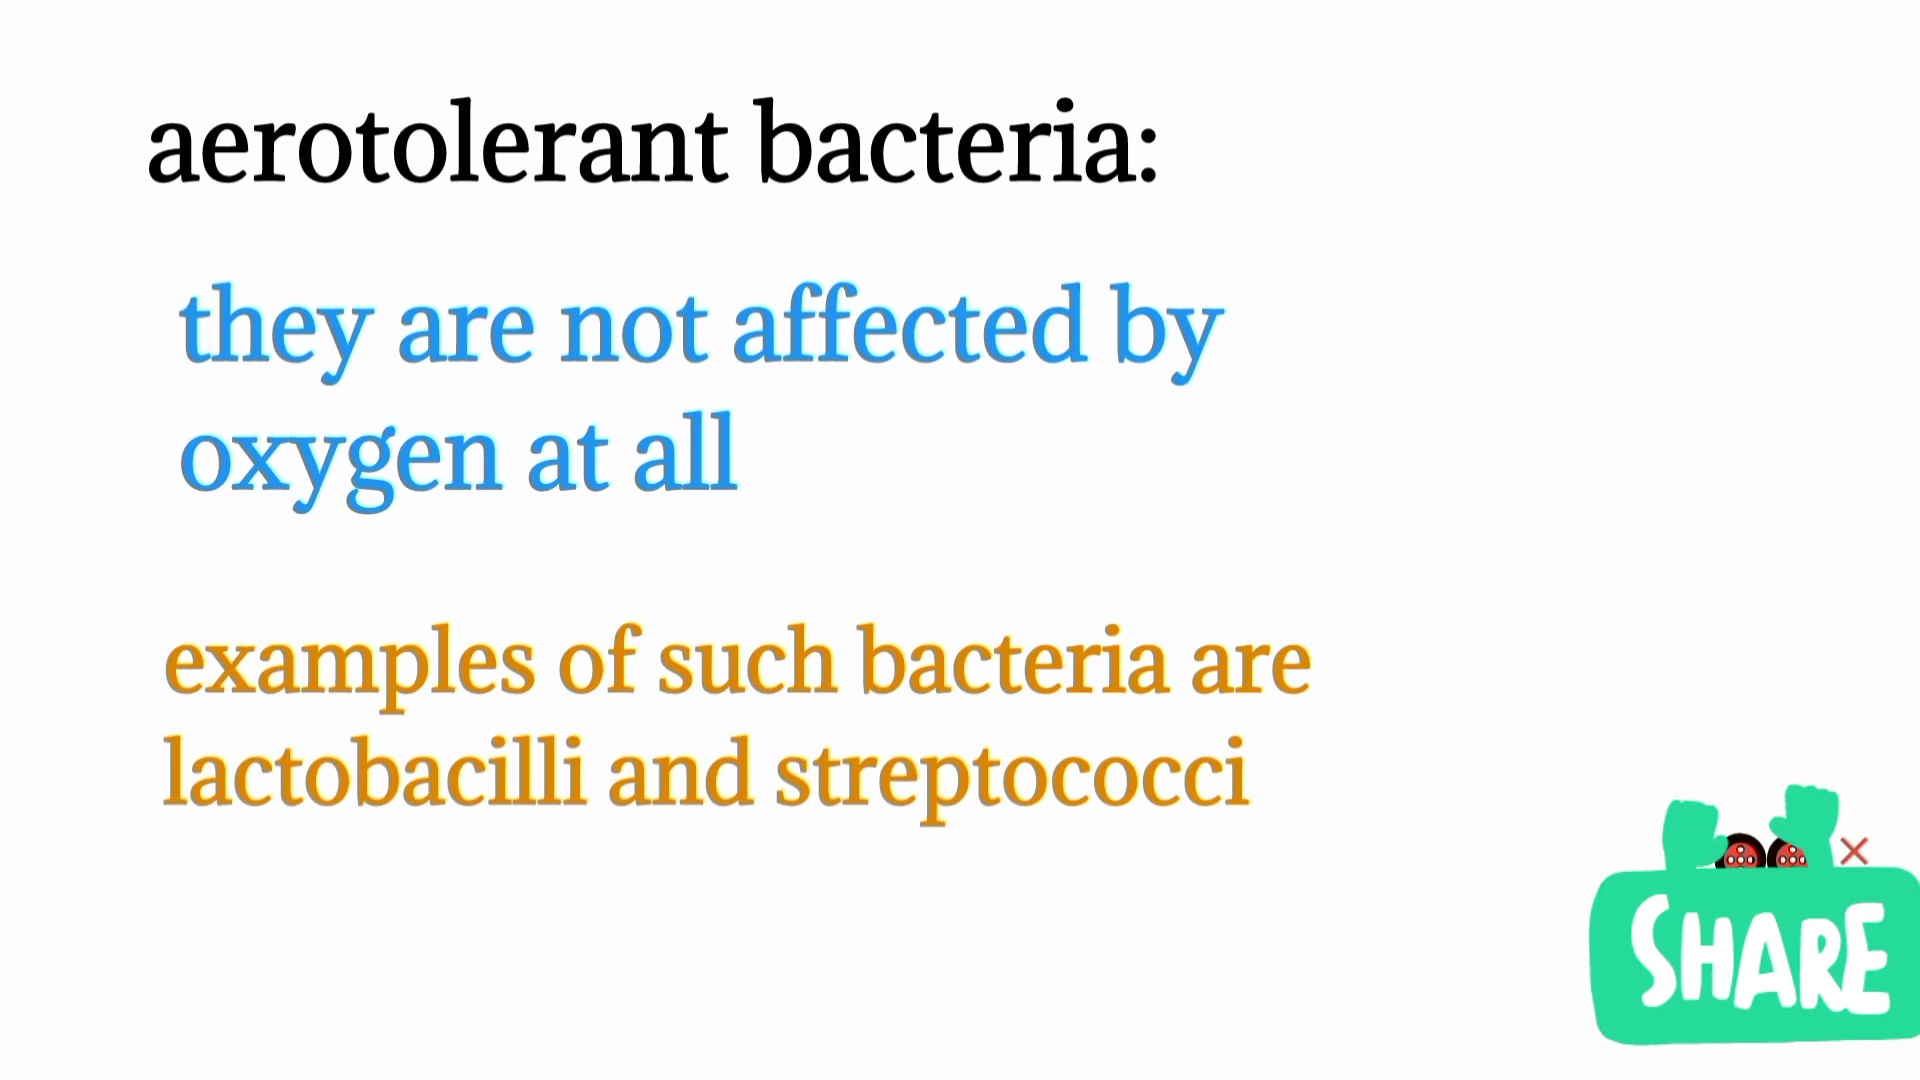 aerotolerant bacteria:
they are not affected by
oxygen at all
examples of such bacteria are
lactobacilli and streptococci
SHARE